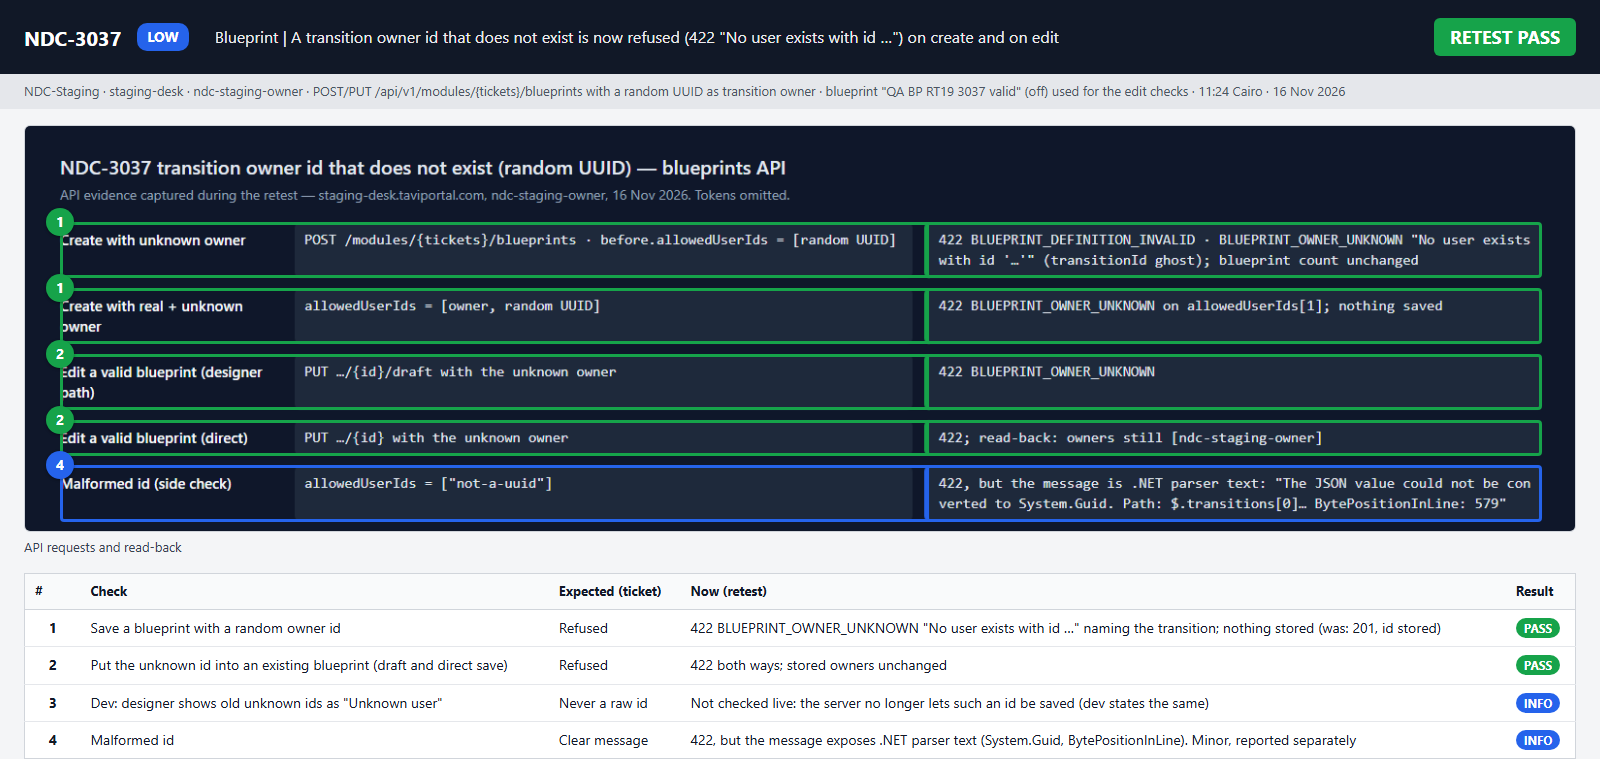 NDC-3037 LOW Blueprint | A transition owner id that does not exist is now refused (422 "No user exists with id ...") on create and on edit RETEST PASS
NDC-Staging · staging-desk · ndc-staging-owner · POST/PUT /api/v1/modules/{tickets}/blueprints with a random UUID as transition owner · blueprint "QA BP RT19 3037 valid" (off) used for the edit checks · 11:24 Cairo · 16 Nov 2026
NDC-3037 transition owner id that does not exist (random UUID) — blueprints API
API evidence captured during the retest — staging-desk.taviportal.com, ndc-staging-owner, 16 Nov 2026. Tokens omitted.
1
Create with unknown owner POST /modules/{tickets}/blueprints · before.allowedUserIds = [random UUID] 422 BLUEPRINT_DEFINITION_INVALID · BLUEPRINT_OWNER_UNKNOWN "No user exists
with id '…'" (transitionId ghost); blueprint count unchanged
1
Create with real + unknown allowedUserIds = [owner, random UUID] 422 BLUEPRINT_OWNER_UNKNOWN on allowedUserIds[1]; nothing saved
owner
2
Edit a valid blueprint (designer PUT …/{id}/draft with the unknown owner 422 BLUEPRINT_OWNER_UNKNOWN
path)
2
Edit a valid blueprint (direct) PUT …/{id} with the unknown owner 422; read-back: owners still [ndc-staging-owner]
4
Malformed id (side check) allowedUserIds = ["not-a-uuid"] 422, but the message is .NET parser text: "The JSON value could not be con
verted to System.Guid. Path: $.transitions[0]… BytePositionInLine: 579"
API requests and read-back
# Check Expected (ticket) Now (retest) Result
1 Save a blueprint with a random owner id Refused 422 BLUEPRINT_OWNER_UNKNOWN "No user exists with id ..." naming the transition; nothing stored (was: 201, id stored) PASS
2 Put the unknown id into an existing blueprint (draft and direct save) Refused 422 both ways; stored owners unchanged PASS
3 Dev: designer shows old unknown ids as "Unknown user" Never a raw id Not checked live: the server no longer lets such an id be saved (dev states the same) INFO
4 Malformed id Clear message 422, but the message exposes .NET parser text (System.Guid, BytePositionInLine). Minor, reported separately INFO